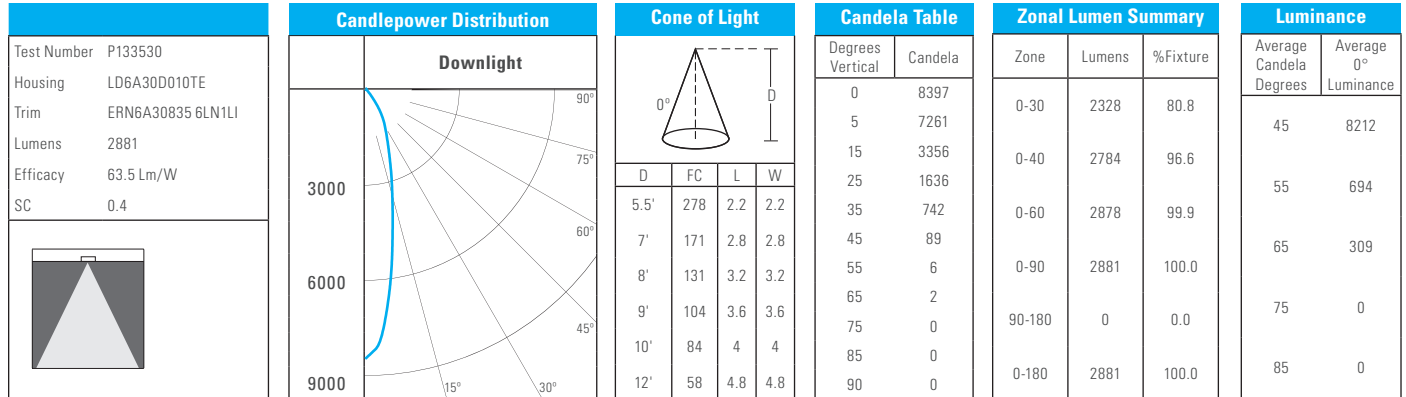 Test Number P133530
Housing LD6A30D010TE
Trim ERN6A30835 6LN1LI
Lumens 2881
Efficacy 63.5 Lm/W
SC 0.4
Candlepower Distribution
Downlight
90°
75°
3000
60°
6000
45°
9000
15°
30°
Cone of Light
0°
D
D FC L W
5.5' 278 2.2 2.2
7' 171 2.8 2.8
8' 131 3.2 3.2
9' 104 3.6 3.6
10' 84 4 4
12' 58 4.8 4.8
Candela Table
Degrees Vertical Candela
0 8397
5 7261
15 3356
25 1636
35 742
45 89
55 6
65 2
75 0
85 0
90 0
Zonal Lumen Summary
Zone Lumens %Fixture
0-30 2328 80.8
0-40 2784 96.6
0-60 2878 99.9
0-90 2881 100.0
90-180 0 0.0
0-180 2881 100.0
Luminance
Average Candela Degrees Average 0° Luminance
45 8212
55 694
65 309
75 0
85 0